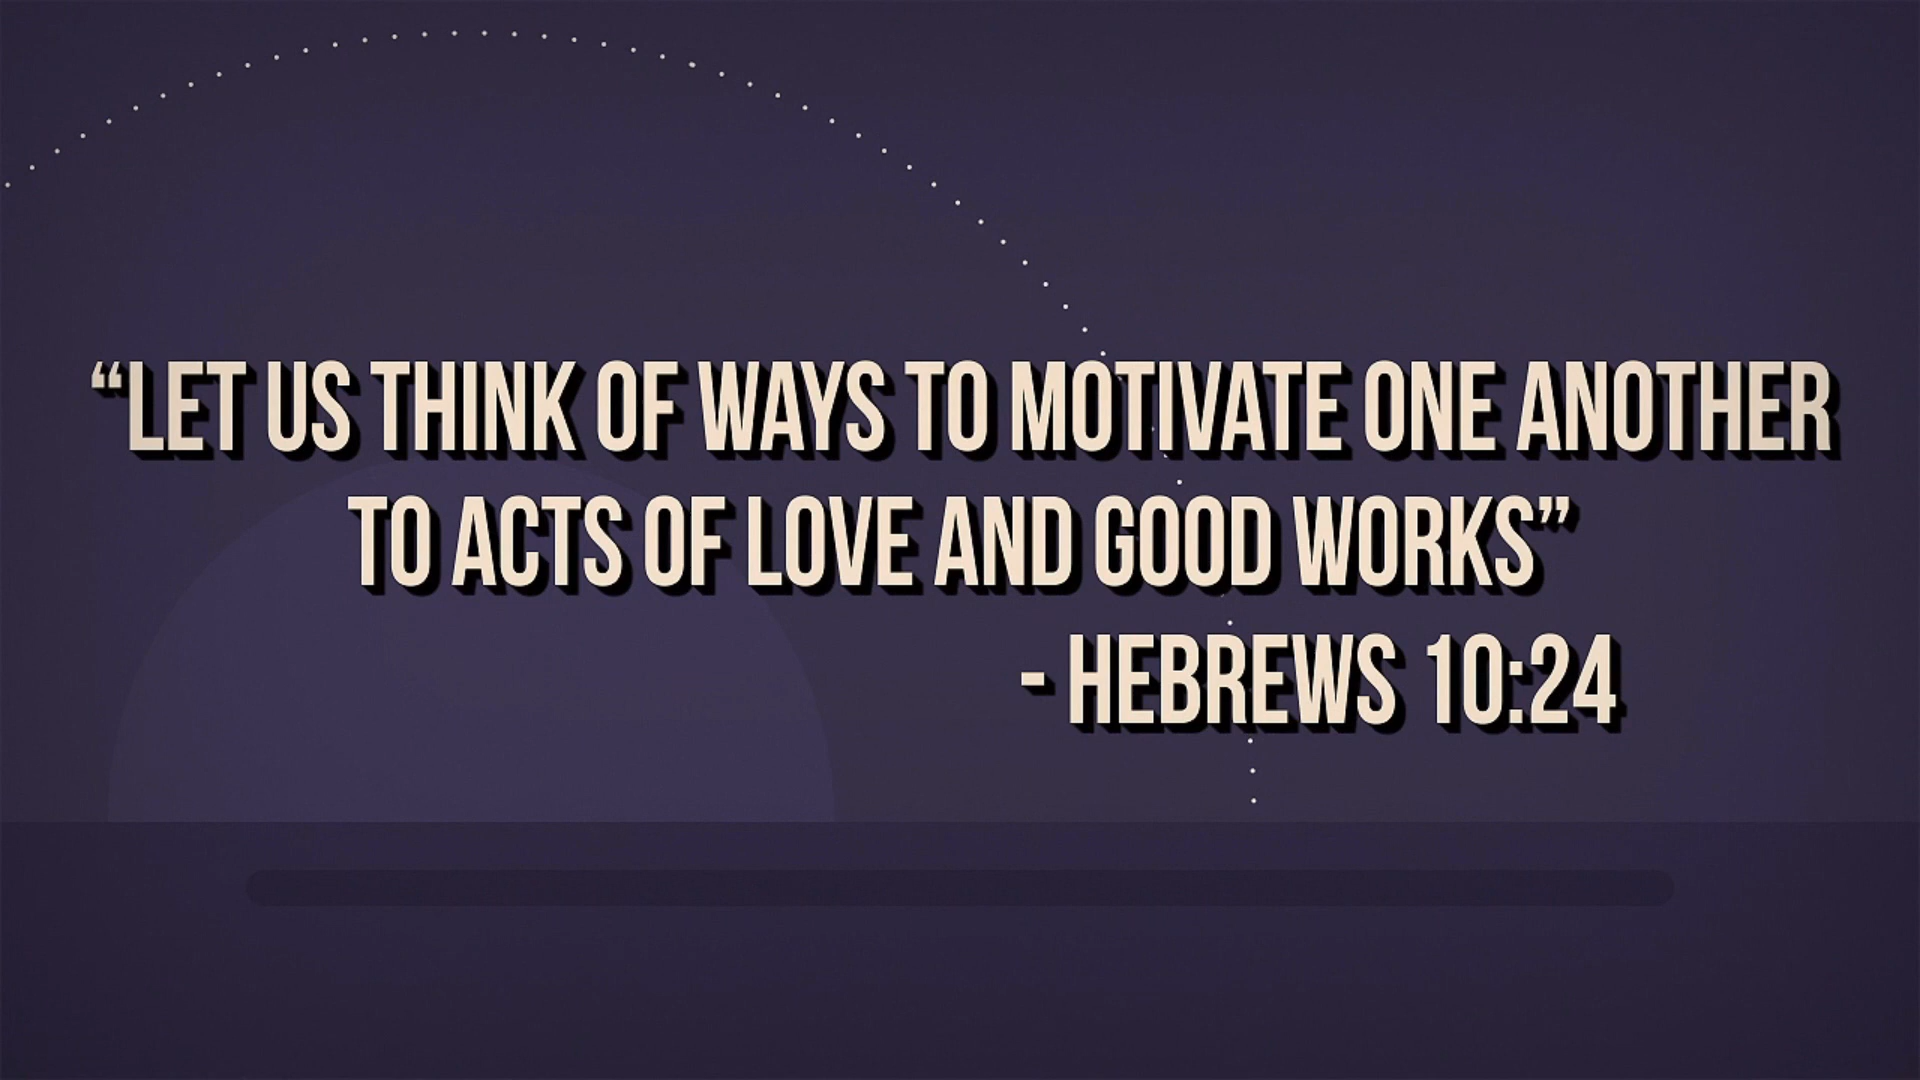 “LET US THINK OF WAYS TO MOTIVATE ONE ANOTHER
TO ACTS OF LOVE AND GOOD WORKS”
- HEBREWS 10:24